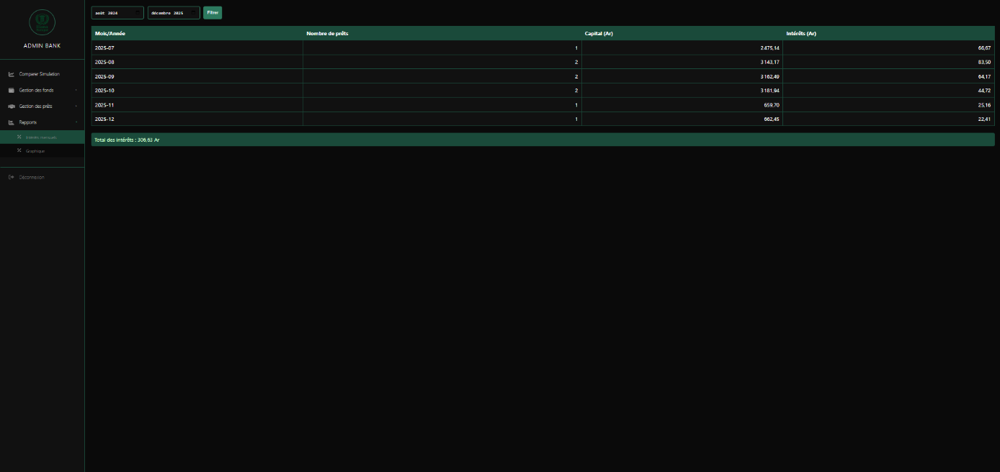 ADMIN BANK
Comparer Simulation
Gestion des fonds
Gestion des prêts
Rapports
Intérêts mensuels
Graphique
Déconnexion
août 2024 décembre 2025 Filtrer
Mois/Année Nombre de prêts Capital (Ar) Intérêts (Ar)
2025-07 1 2 475,14 66,67
2025-08 2 3 143,17 83,50
2025-09 2 3 162,49 64,17
2025-10 2 3 181,94 44,72
2025-11 1 659,70 25,16
2025-12 1 662,45 22,41
Total des intérêts : 306,63 Ar